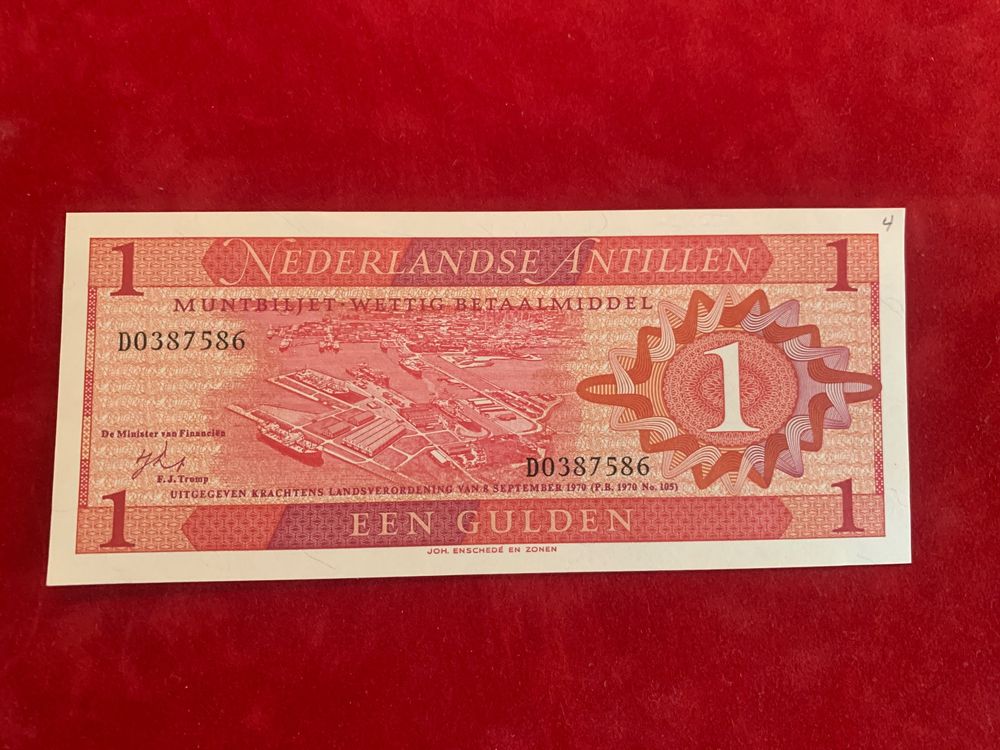 4
1 NEDERLANDSE ANTILLEN 1
MUNTBILJET-WETTIG BETAALMIDDEL
D0387586
1
D0387586
De Minister van Financiën
F. J. Tromp
UITGEGEVEN KRACHTENS LANDSVERORDENING VAN 8 SEPTEMBER 1970 (P.B. 1970 No. 105)
1 EEN GULDEN 1
JOH. ENSCHEDÉ EN ZONEN